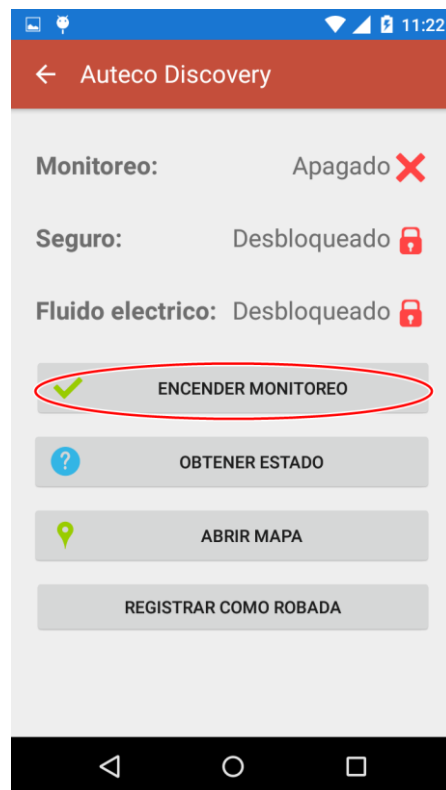 11:22
Auteco Discovery
Monitoreo: Apagado
Seguro: Desbloqueado
Fluido electrico: Desbloqueado
ENCENDER MONITOREO
OBTENER ESTADO
ABRIR MAPA
REGISTRAR COMO ROBADA